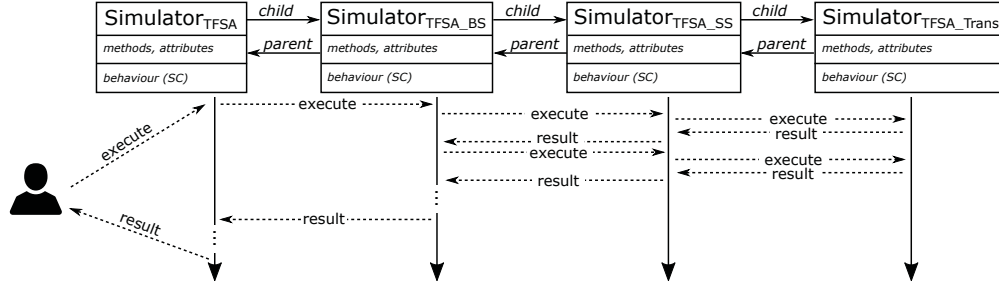 Simulator_TFSA
child
Simulator_TFSA_BS
child
Simulator_TFSA_SS
child
Simulator_TFSA_Trans
methods, attributes
parent
methods, attributes
parent
methods, attributes
parent
methods, attributes
behaviour (SC)
behaviour (SC)
behaviour (SC)
behaviour (SC)
execute
execute
execute
execute
result
result
execute
execute
result
result
result
result